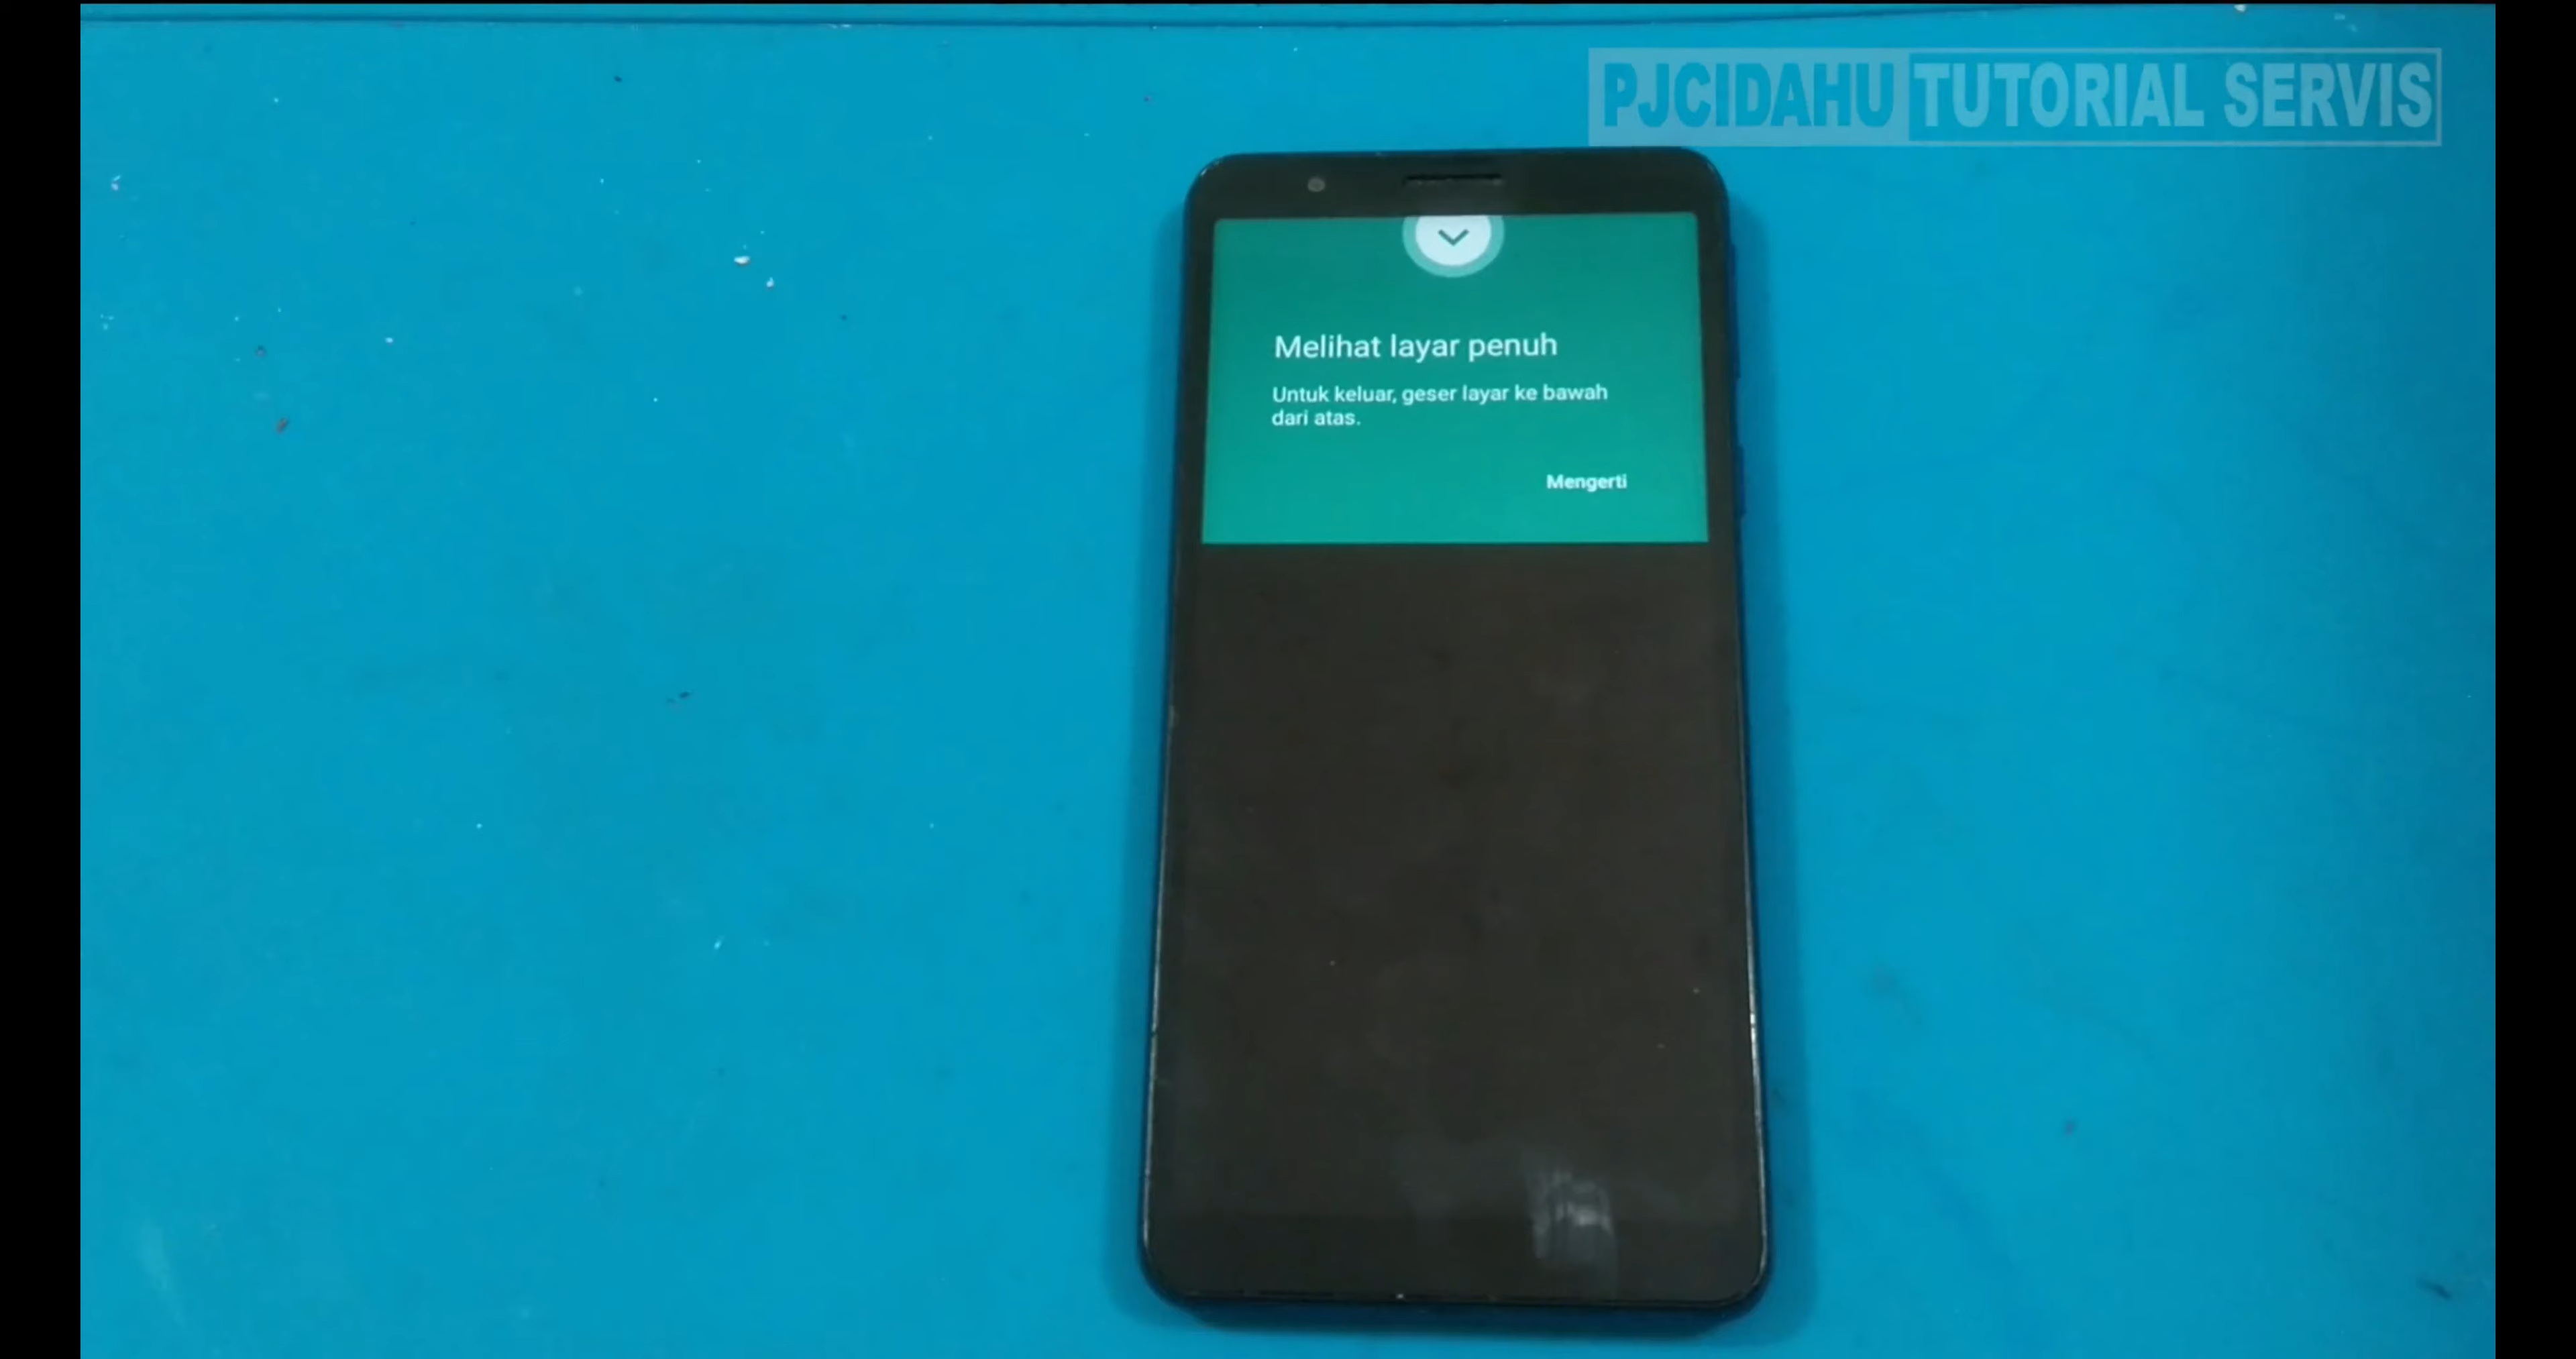 PJCIDAHU TUTORIAL SERVIS
Melihat layar penuh
Untuk keluar, geser layar ke bawah
dari atas.
Mengerti